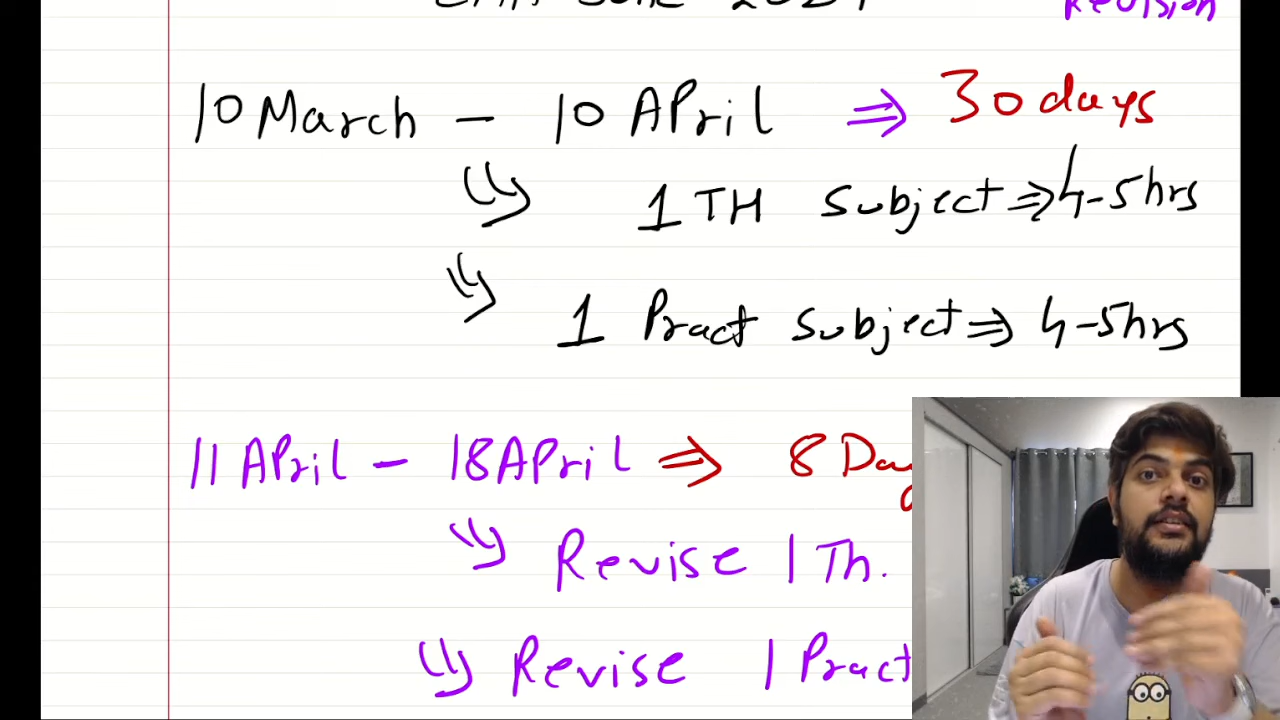 Revision
10 March - 10 APril ⇒ 30 days
1 TH Subject ⇒ 4-5hrs
1 Pract Subject ⇒ 4-5hrs
11 APril - 18 APril ⇒ 8 Day
Revise 1 Th.
Revise 1 Pract